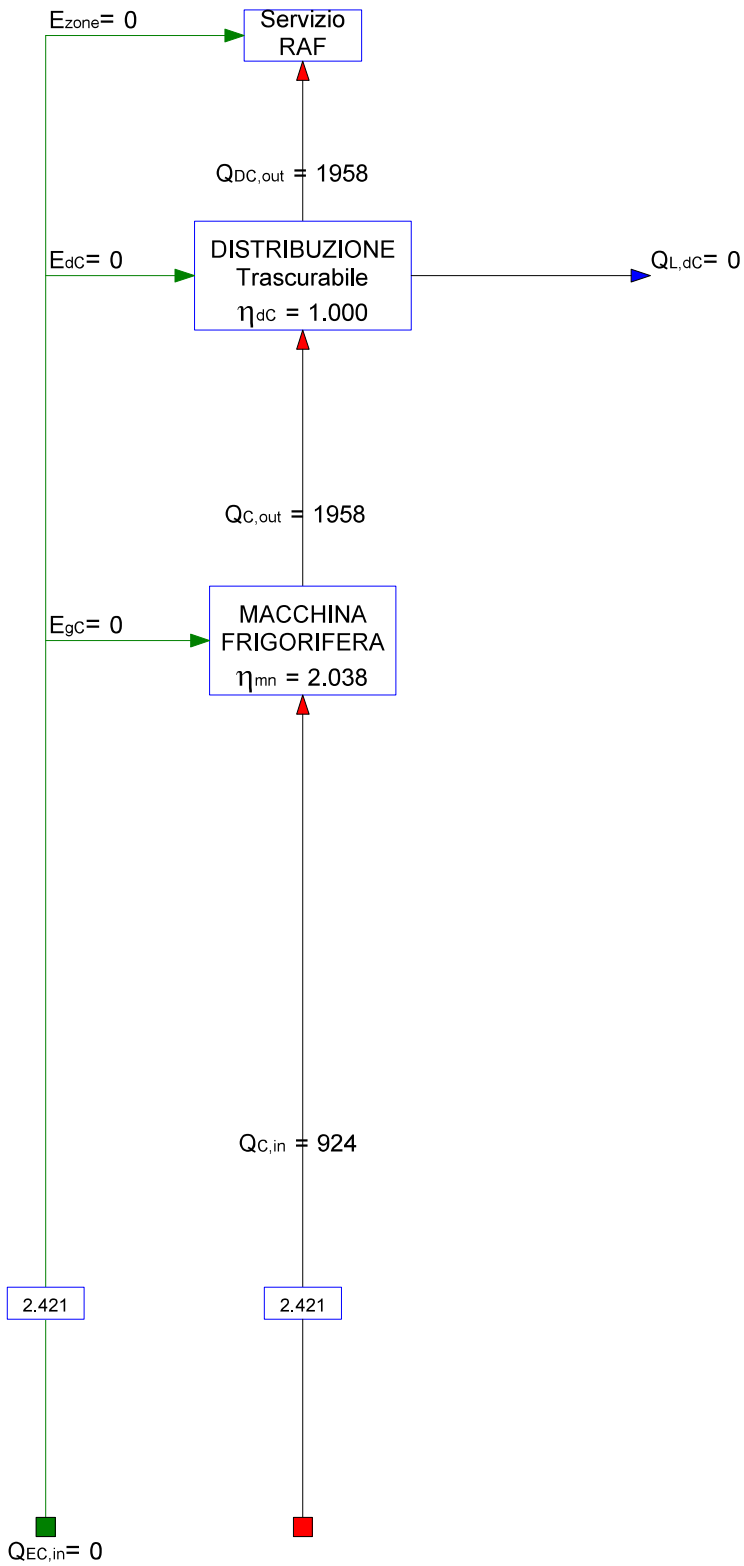 Ezone= 0
Servizio
RAF
QDC,out = 1958
EdC= 0
DISTRIBUZIONE
Trascurabile
ηdC = 1.000
QL,dC= 0
QC,out = 1958
EgC= 0
MACCHINA
FRIGORIFERA
ηmn = 2.038
QC,in = 924
2.421
2.421
QEC,in= 0